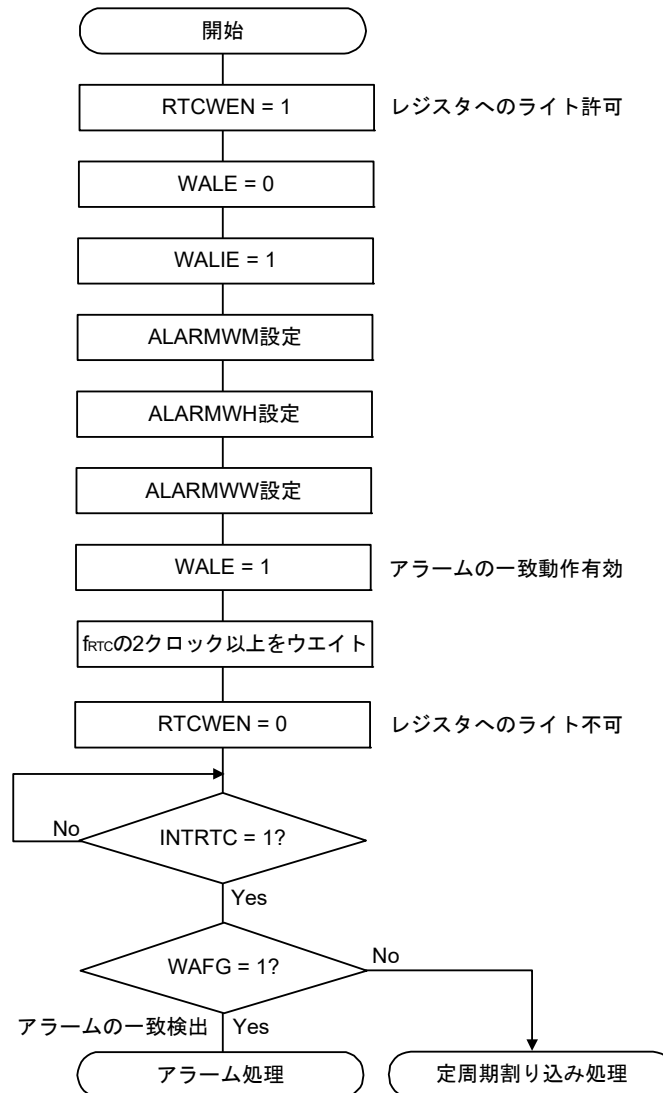 開始
RTCWEN = 1
レジスタへのライト許可
WALE = 0
WALIE = 1
ALARMWM設定
ALARMWH設定
ALARMWW設定
WALE = 1
アラームの一致動作有効
fRTCの2クロック以上をウエイト
RTCWEN = 0
レジスタへのライト不可
No
INTRTC = 1?
Yes
WAFG = 1?
No
アラームの一致検出
Yes
アラーム処理
定周期割り込み処理